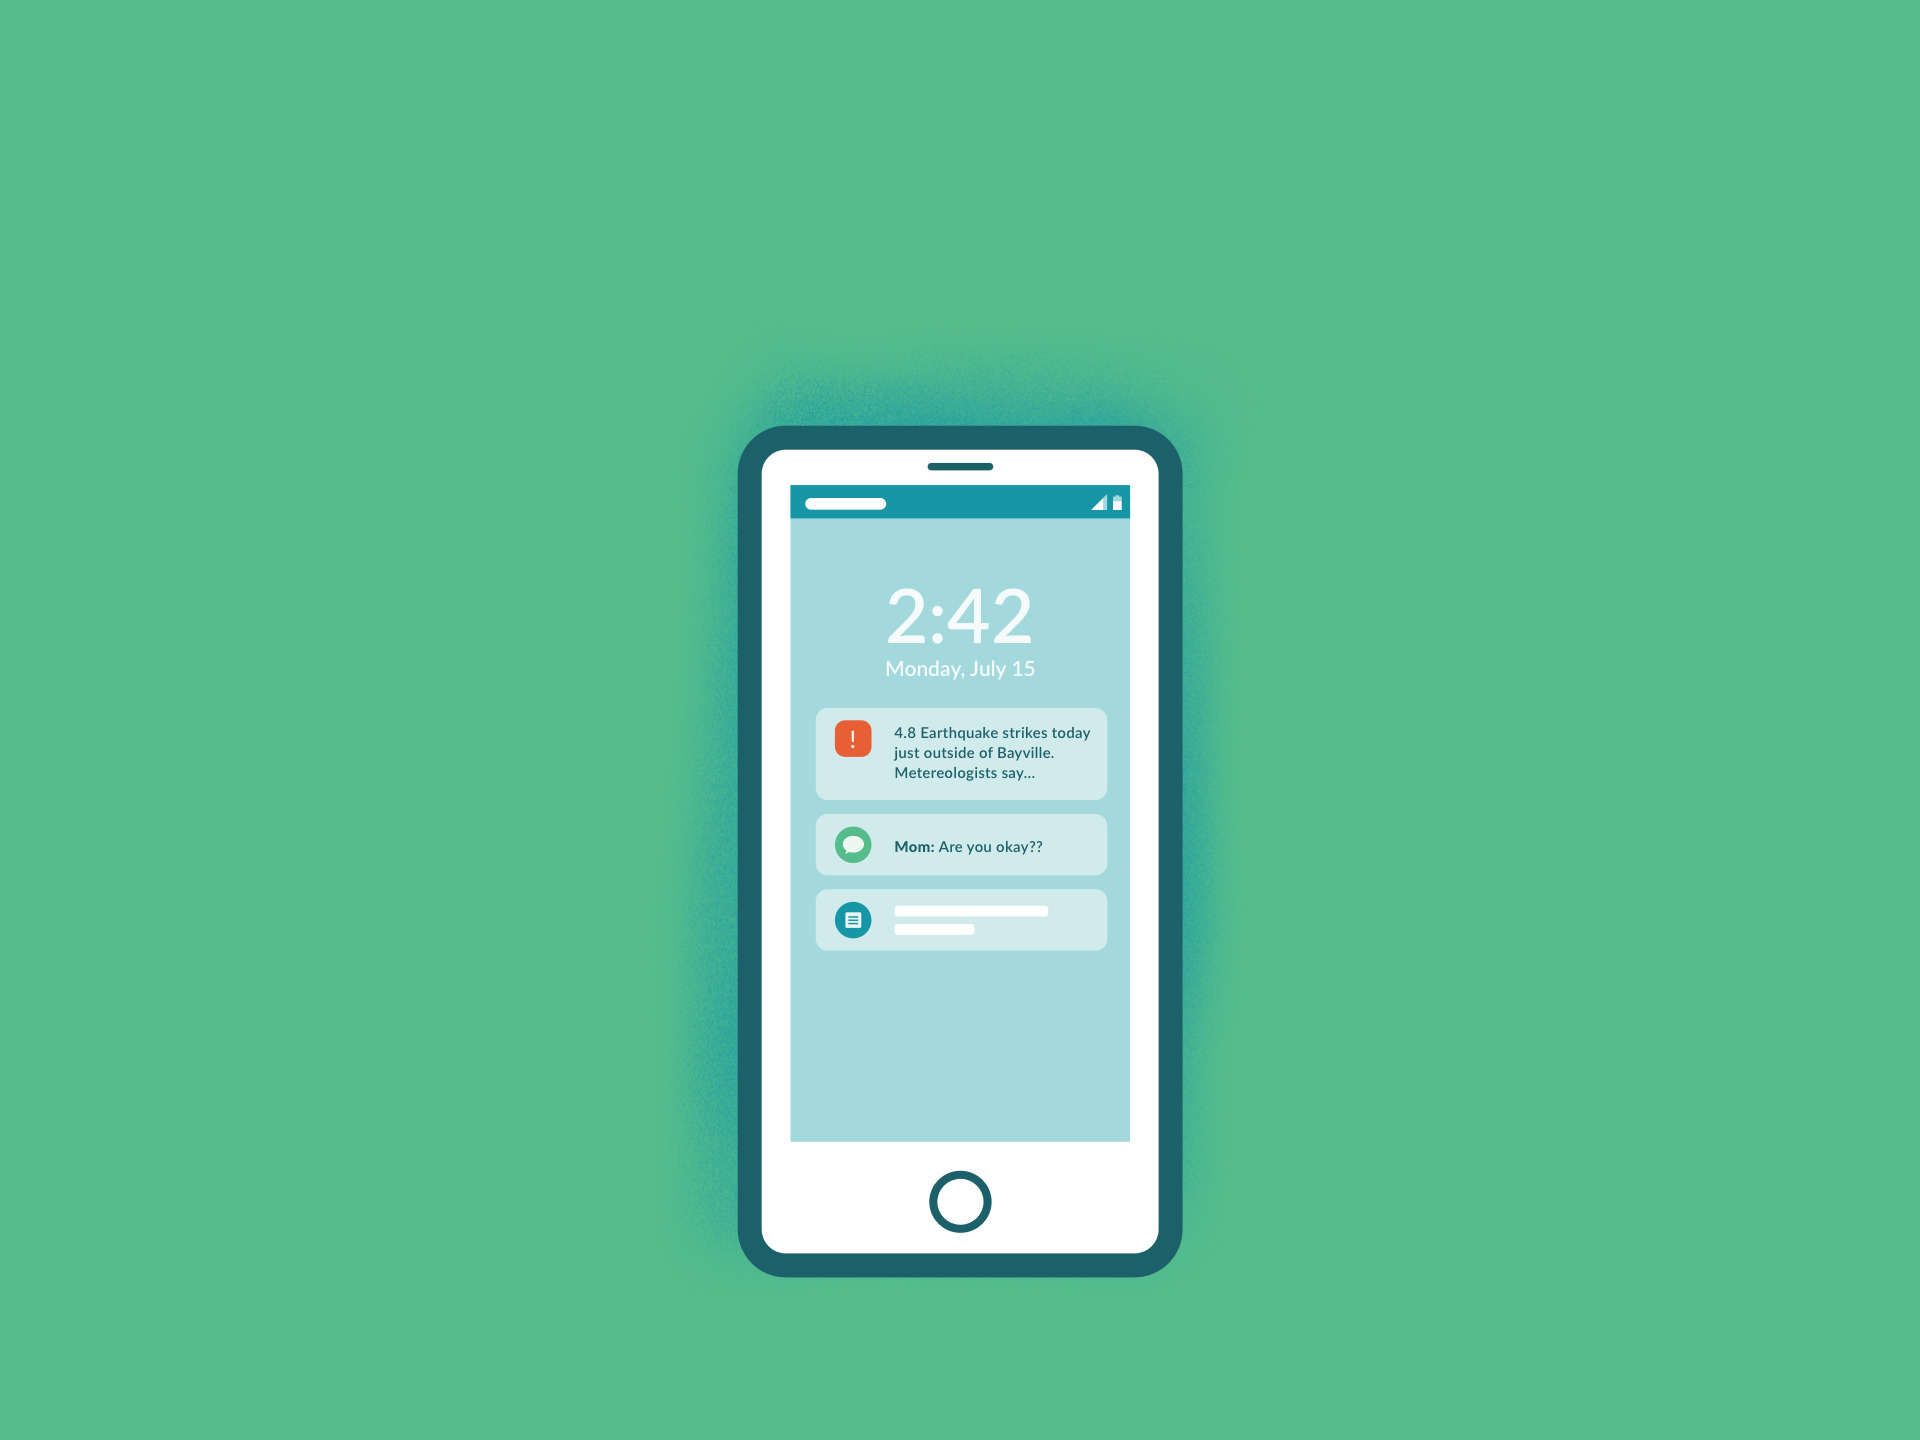 2:42
Monday, July 15
!
4.8 Earthquake strikes today
just outside of Bayville.
Metereologists say...
Mom: Are you okay??